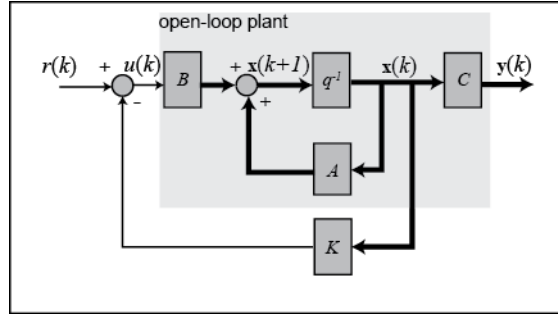 open-loop plant
r(k) + u(k) B + x(k+1) q⁻¹ x(k) C y(k)
− +
A
K